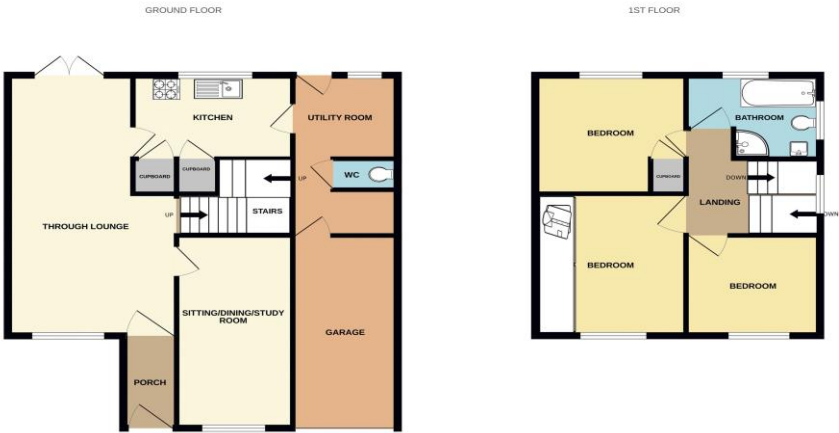 GROUND FLOOR
1ST FLOOR
KITCHEN
UTILITY ROOM
CUPBOARD
CUPBOARD
UP
WC
THROUGH LOUNGE
UP
STAIRS
SITTING/DINING/STUDY
ROOM
GARAGE
PORCH
BEDROOM
BATHROOM
CUPBOARD
DOWN
LANDING
DOWN
BEDROOM
BEDROOM